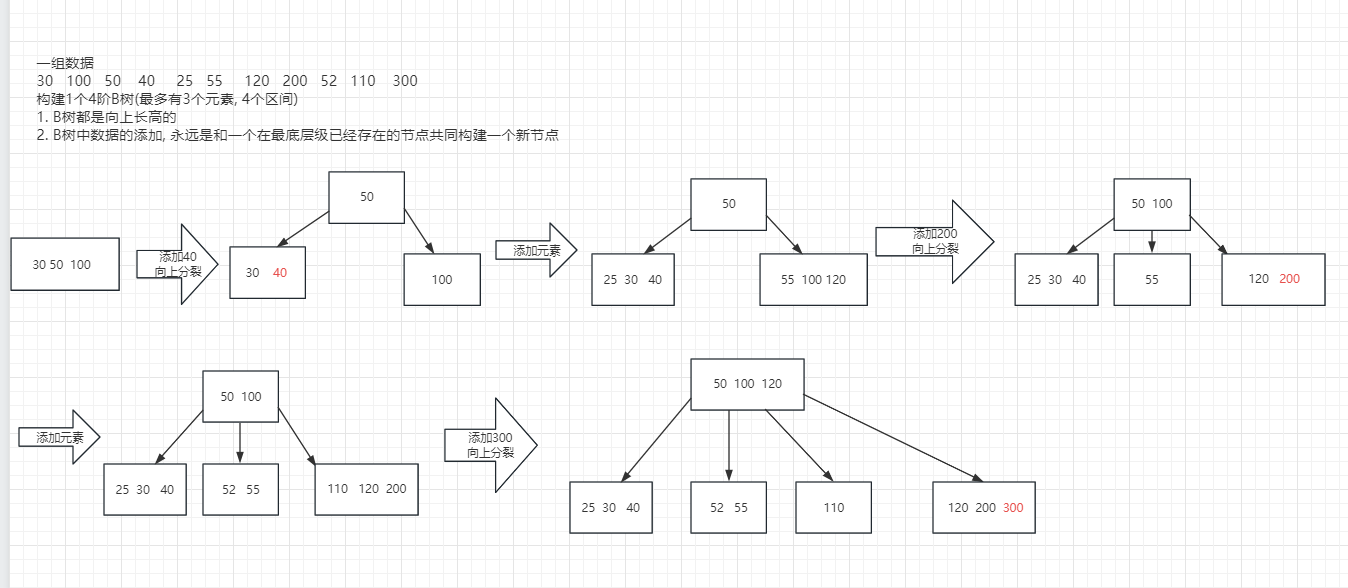 一组数据
30 100 50 40 25 55 120 200 52 110 300
构建1个4阶B树(最多有3个元素, 4个区间)
1. B树都是向上长高的
2. B树中数据的添加, 永远是和一个在最底层级已经存在的节点共同构建一个新节点
50
50
50 100
30 50 100
添加40
向上分裂
30 40
100
添加元素
25 30 40
55 100 120
添加200
向上分裂
25 30 40
55
120 200
50 100
50 100 120
添加元素
25 30 40
52 55
110 120 200
添加300
向上分裂
25 30 40
52 55
110
120 200 300